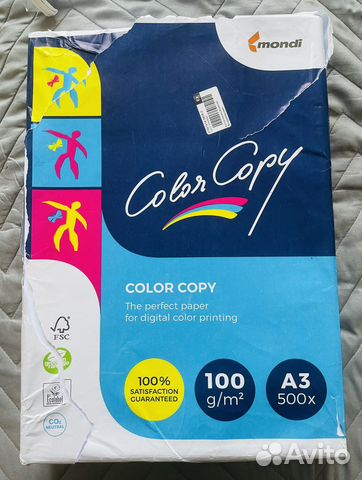 mondi
Color Copy
COLOR COPY
The perfect paper
for digital color printing
FSC
100%
SATISFACTION
GUARANTEED
100
g/m²
A3
500x
CO₂
NEUTRAL
Avito